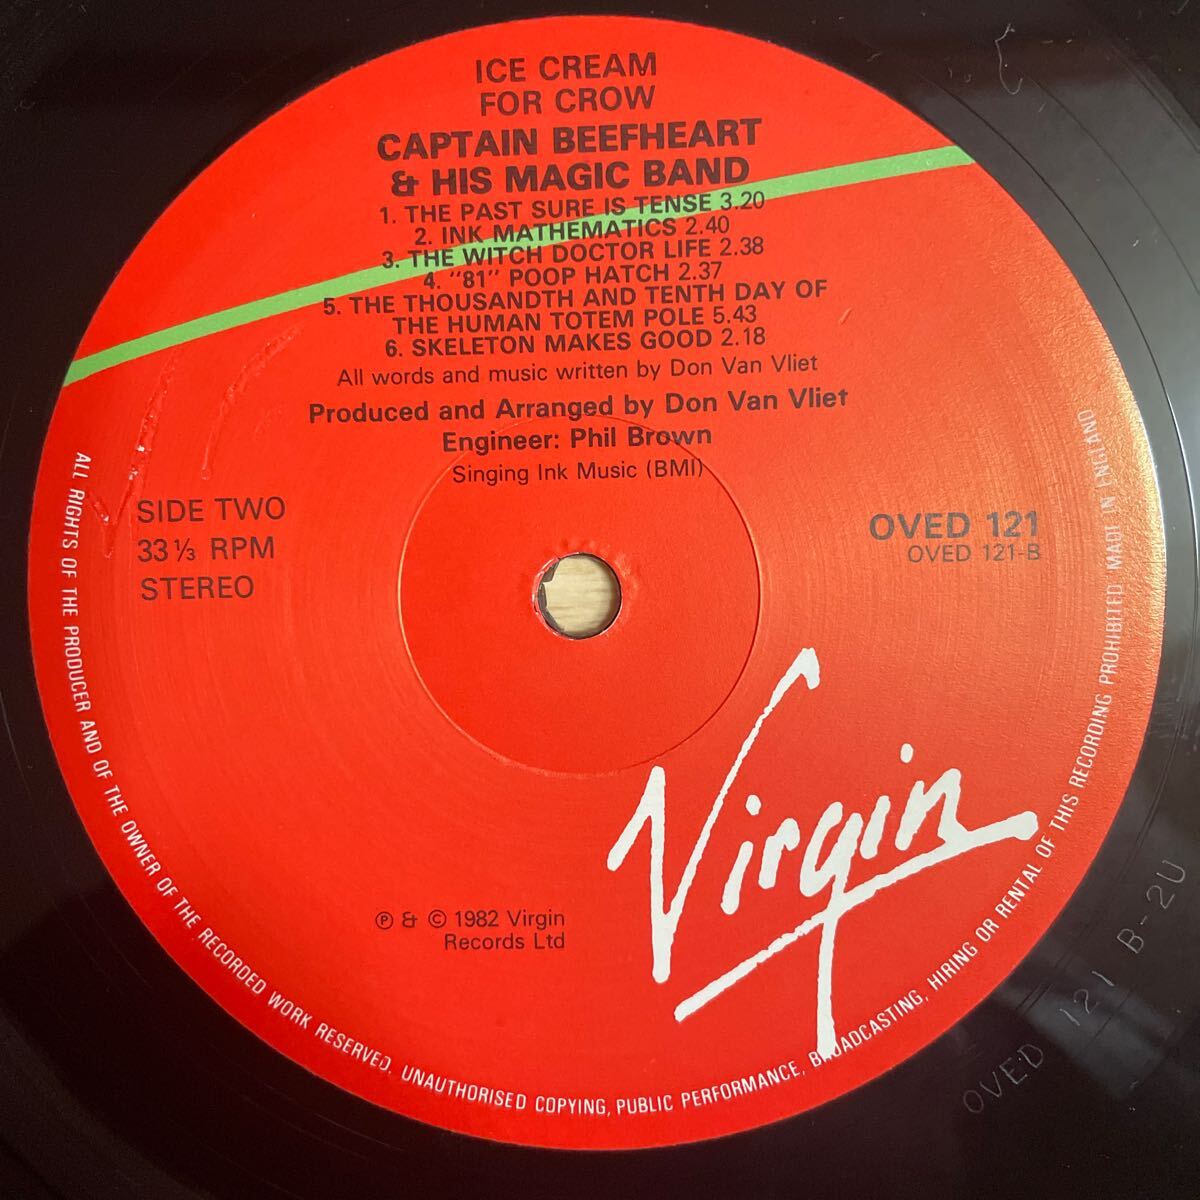 ICE CREAM
FOR CROW
CAPTAIN BEEFHEART
& HIS MAGIC BAND
1. THE PAST SURE IS TENSE 3.20
2. INK MATHEMATICS 2.40
3. THE WITCH DOCTOR LIFE 2.38
4. "81" POOP HATCH 2.37
5. THE THOUSANDTH AND TENTH DAY OF
THE HUMAN TOTEM POLE 5.43
6. SKELETON MAKES GOOD 2.18
All words and music written by Don Van Vliet
Produced and Arranged by Don Van Vliet
Engineer: Phil Brown
Singing Ink Music (BMI)
SIDE TWO
33 ⅓ RPM
STEREO
OVED 121
OVED 121-B
Virgin
Ⓟ & © 1982 Virgin
Records Ltd
ALL RIGHTS OF THE PRODUCER AND OF THE OWNER OF THE RECORDED WORK RESERVED. UNAUTHORISED COPYING, PUBLIC PERFORMANCE, BROADCASTING, HIRING OR RENTAL OF THIS RECORDING PROHIBITED MADE IN ENGLAND
OVED 121 B-2U